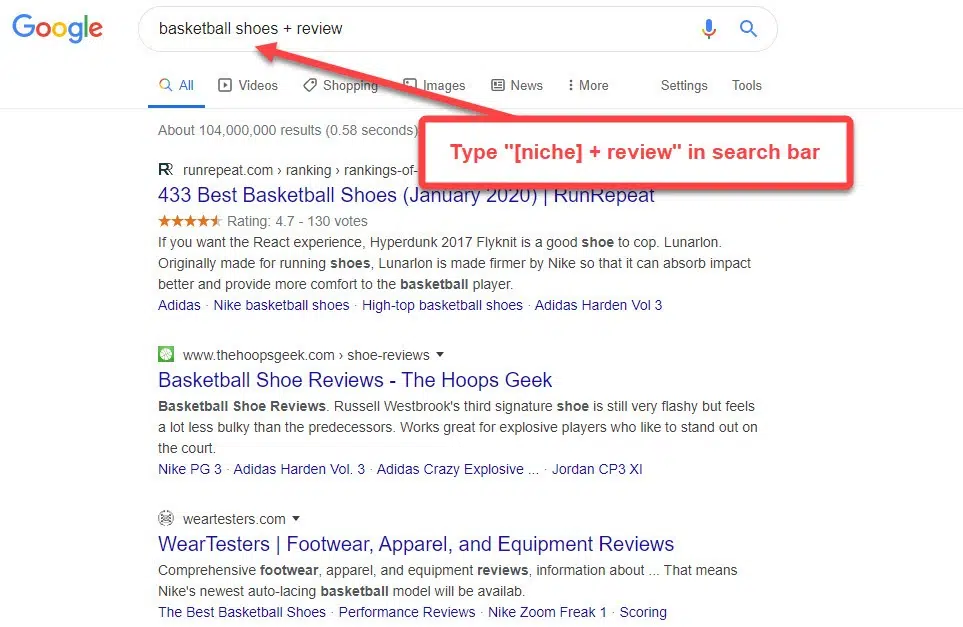 Google
basketball shoes + review
All Videos Shopping Images News More Settings Tools
About 104,000,000 results (0.58 seconds)
Type "[niche] + review" in search bar
runrepeat.com › ranking › rankings-of-
433 Best Basketball Shoes (January 2020) | RunRepeat
Rating: 4.7 - 130 votes
If you want the React experience, Hyperdunk 2017 Flyknit is a good shoe to cop. Lunarlon.
Originally made for running shoes, Lunarlon is made firmer by Nike so that it can absorb impact
better and provide more comfort to the basketball player.
Adidas · Nike basketball shoes · High-top basketball shoes · Adidas Harden Vol 3
www.thehoopsgeek.com › shoe-reviews
Basketball Shoe Reviews - The Hoops Geek
Basketball Shoe Reviews. Russell Westbrook's third signature shoe is still very flashy but feels
a lot less bulky than the predecessors. Works great for explosive players who like to stand out on
the court.
Nike PG 3 · Adidas Harden Vol. 3 · Adidas Crazy Explosive ... · Jordan CP3 XI
weartesters.com
WearTesters | Footwear, Apparel, and Equipment Reviews
Comprehensive footwear, apparel, and equipment reviews, information about ... That means
Nike's newest auto-lacing basketball model will be availab.
The Best Basketball Shoes · Performance Reviews · Nike Zoom Freak 1 · Scoring